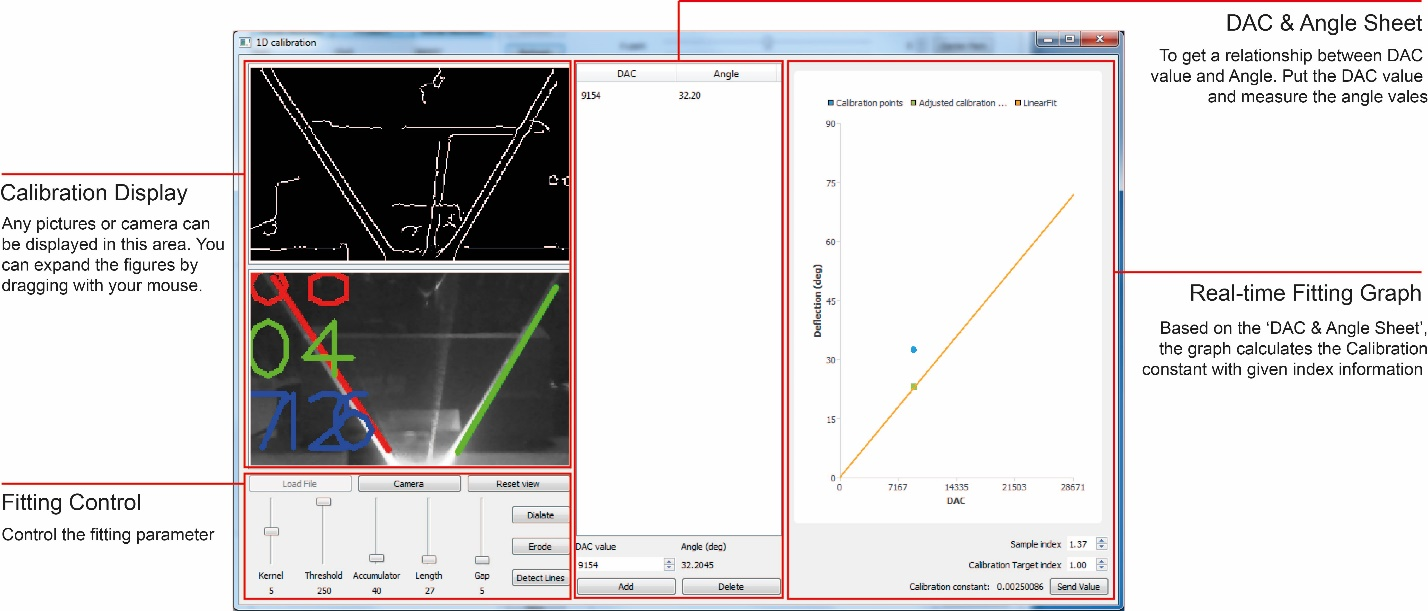 DAC & Angle Sheet
To get a relationship between DAC
value and Angle. Put the DAC value
and measure the angle vales
1D calibration
Calibration Display
Any pictures or camera can
be displayed in this area. You
can expand the figures by
dragging with your mouse.
0 4
7126
Fitting Control
Control the fitting parameter
Load File
Camera
Reset view
Dialate
Erode
Detect Lines
Kernel
Threshold
Accumulator
Length
Gap
5
250
40
27
5
DAC
Angle
9154
32.20
DAC value
Angle (deg)
9154
32.2045
Add
Delete
Calibration points
Adjusted calibration ...
LinearFit
90
75
60
45
30
15
0
Deflection (deg)
0
7167
14335
21503
28671
DAC
Sample index 1.37
Calibration Target index 1.00
Calibration constant: 0.00250086 Send Value
Real-time Fitting Graph
Based on the ‘DAC & Angle Sheet’,
the graph calculates the Calibration
constant with given index information